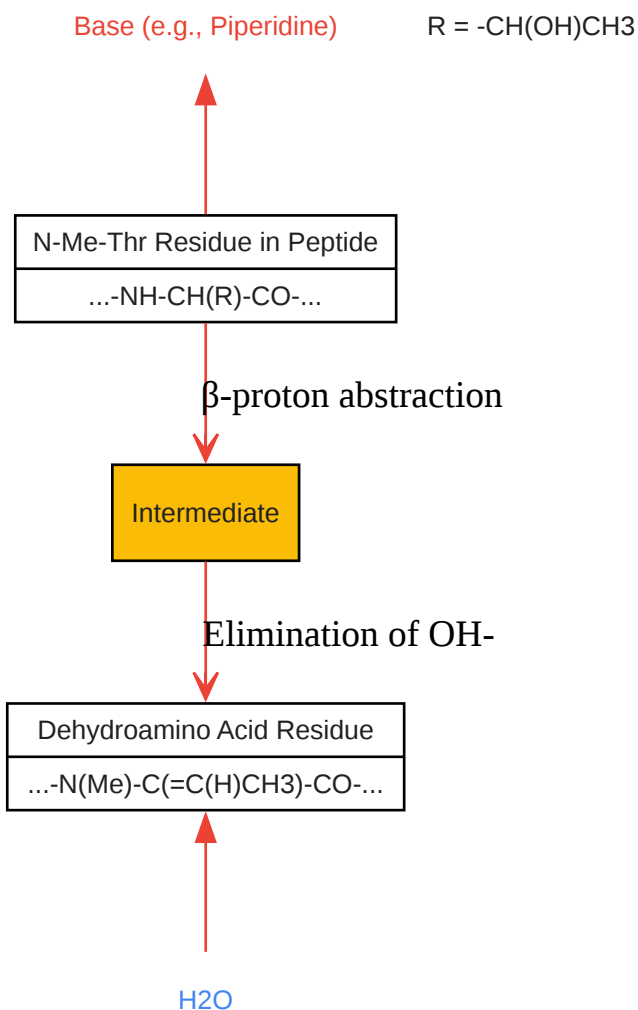 Base (e.g., Piperidine)
R = -CH(OH)CH3
N-Me-Thr Residue in Peptide
...-NH-CH(R)-CO-...
β-proton abstraction
Intermediate
Elimination of OH-
Dehydroamino Acid Residue
...-N(Me)-C(=C(H)CH3)-CO-...
H2O